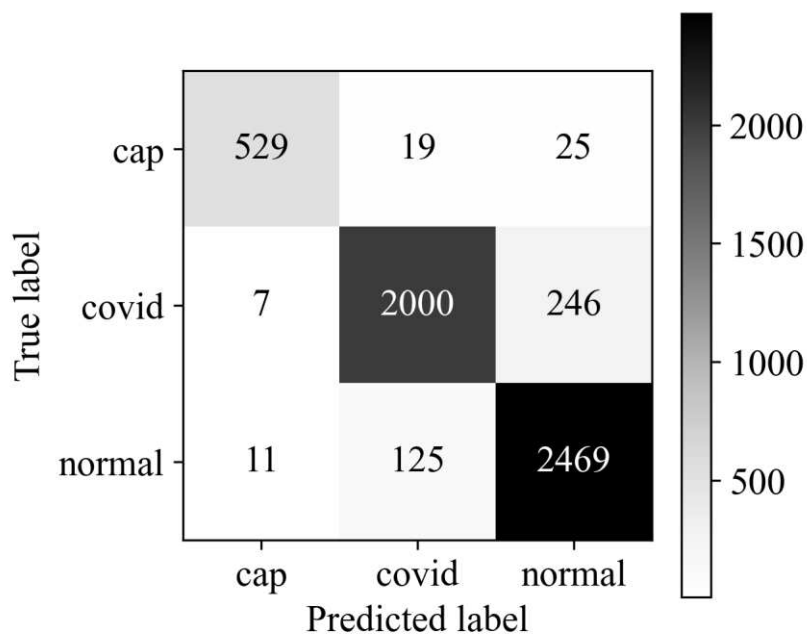 cap 529 19 25
covid 7 2000 246
normal 11 125 2469
cap covid normal
Predicted label
True label
2000
1500
1000
500